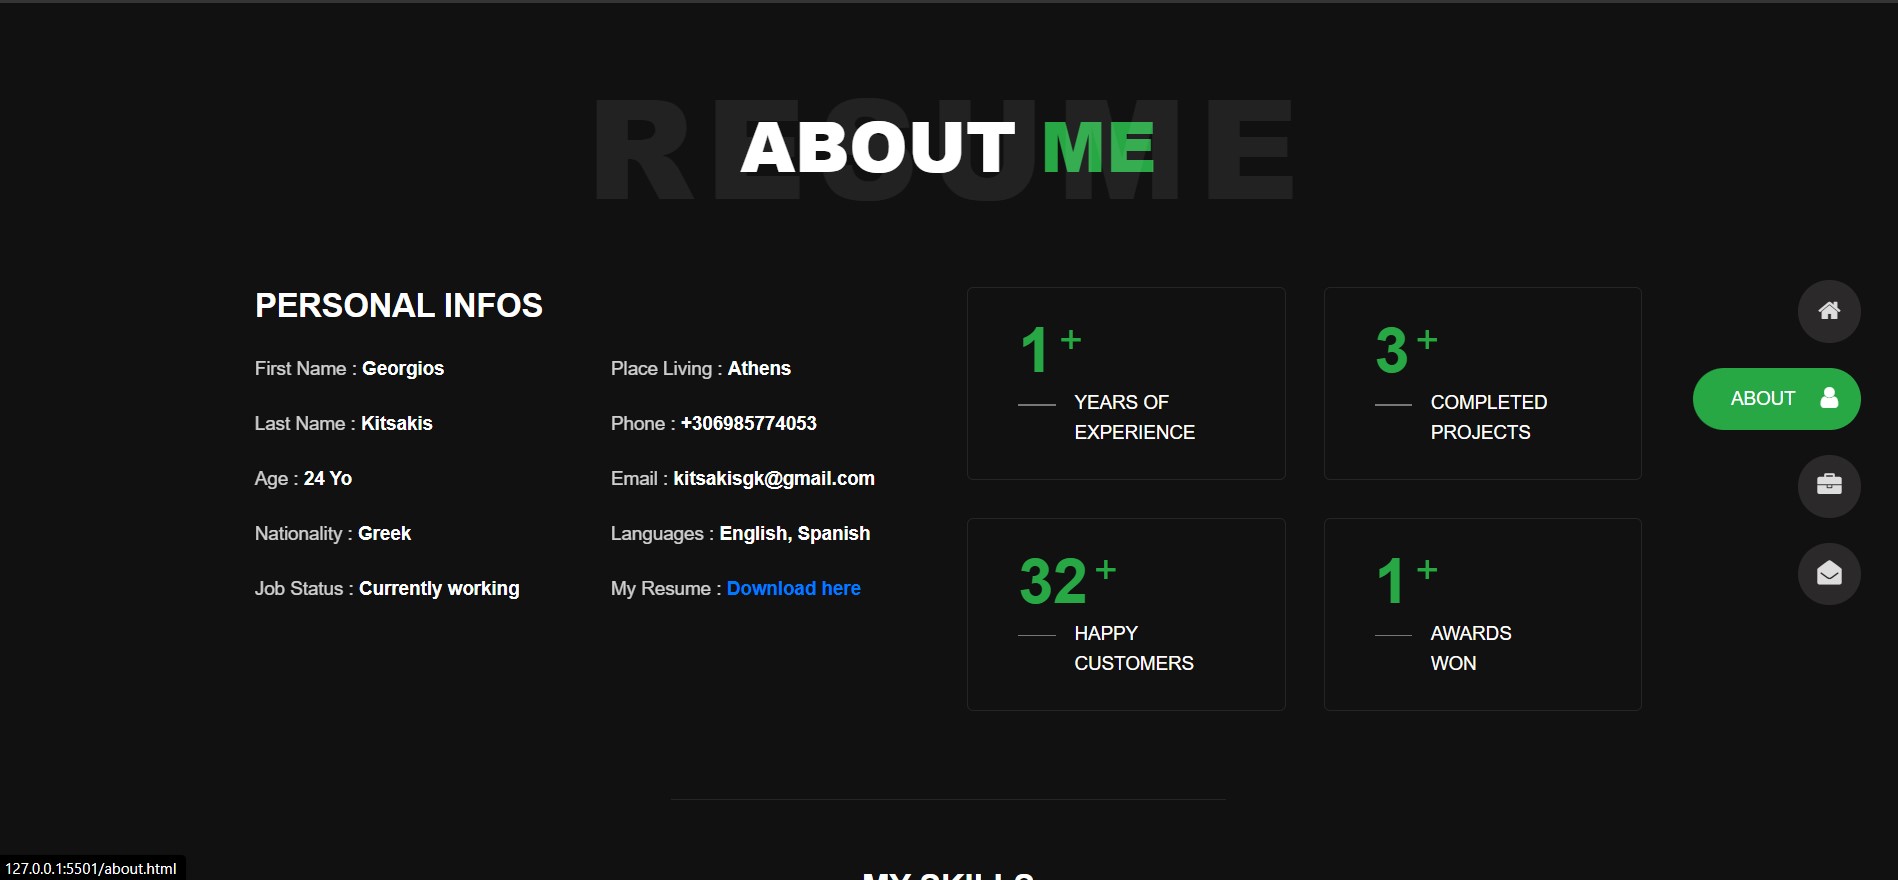 RESUME
ABOUT ME
PERSONAL INFOS
First Name : Georgios
Last Name : Kitsakis
Age : 24 Yo
Nationality : Greek
Job Status : Currently working
Place Living : Athens
Phone : +306985774053
Email : kitsakisgk@gmail.com
Languages : English, Spanish
My Resume : Download here
1+
YEARS OF
EXPERIENCE
3+
COMPLETED
PROJECTS
32+
HAPPY
CUSTOMERS
1+
AWARDS
WON
ABOUT
MY SKILLS
127.0.0.1:5501/about.html